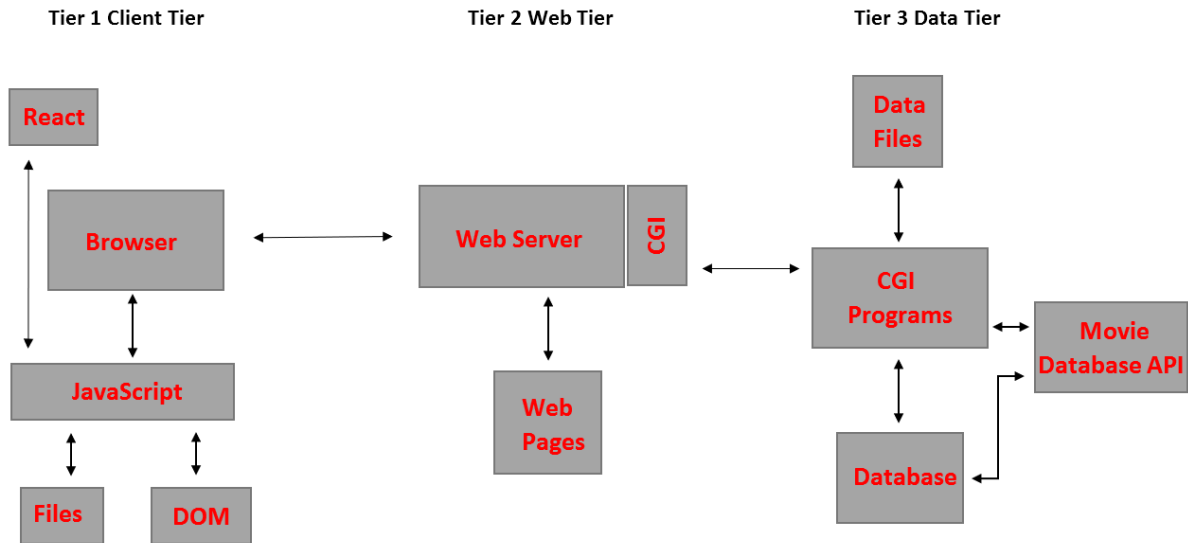 Tier 1 Client Tier
Tier 2 Web Tier
Tier 3 Data Tier
React
Browser
JavaScript
Files
DOM
Web Server
CGI
Web
Pages
Data
Files
CGI
Programs
Movie
Database API
Database